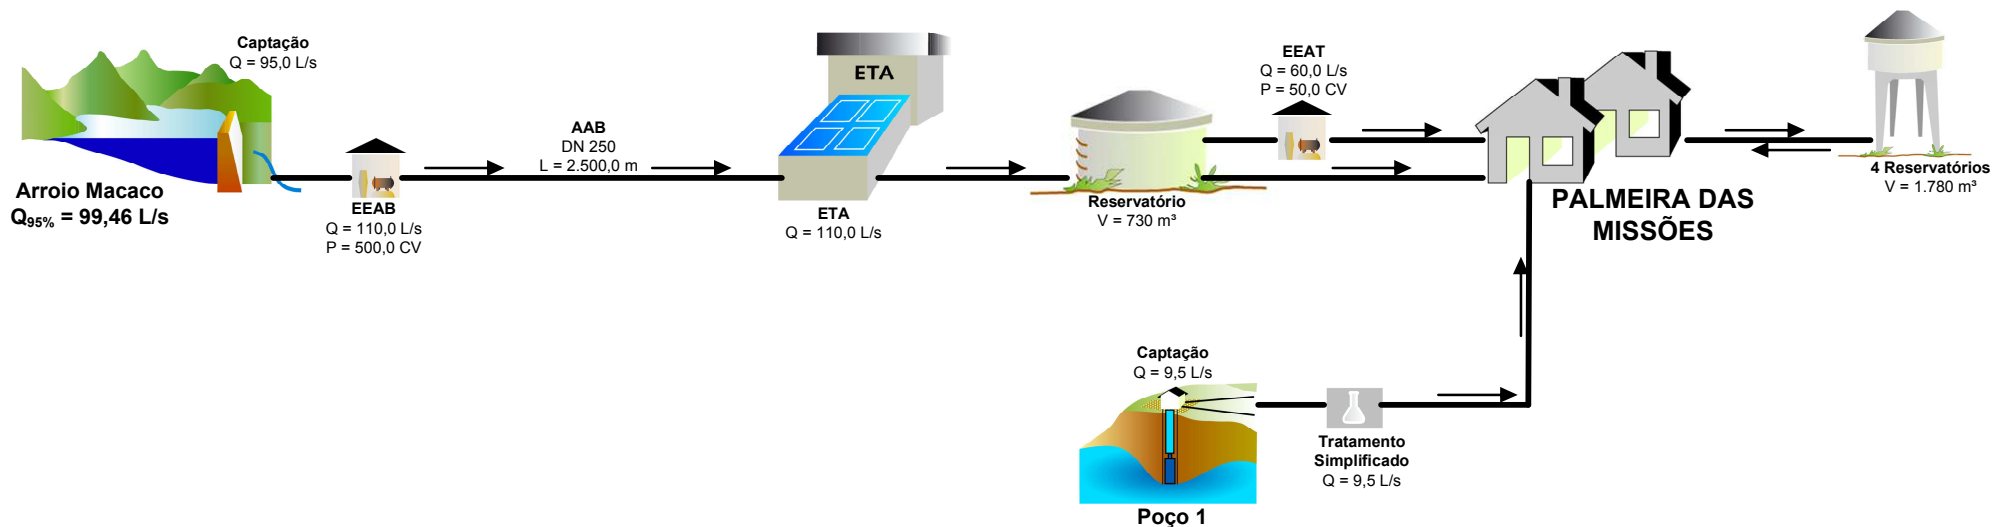 Captação
Q = 95,0 L/s
Arroio Macaco
Q95% = 99,46 L/s
EEAB
Q = 110,0 L/s
P = 500,0 CV
AAB
DN 250
L = 2.500,0 m
ETA
ETA
Q = 110,0 L/s
Reservatório
V = 730 m³
EEAT
Q = 60,0 L/s
P = 50,0 CV
PALMEIRA DAS
MISSÕES
4 Reservatórios
V = 1.780 m³
Captação
Q = 9,5 L/s
Poço 1
Tratamento
Simplificado
Q = 9,5 L/s